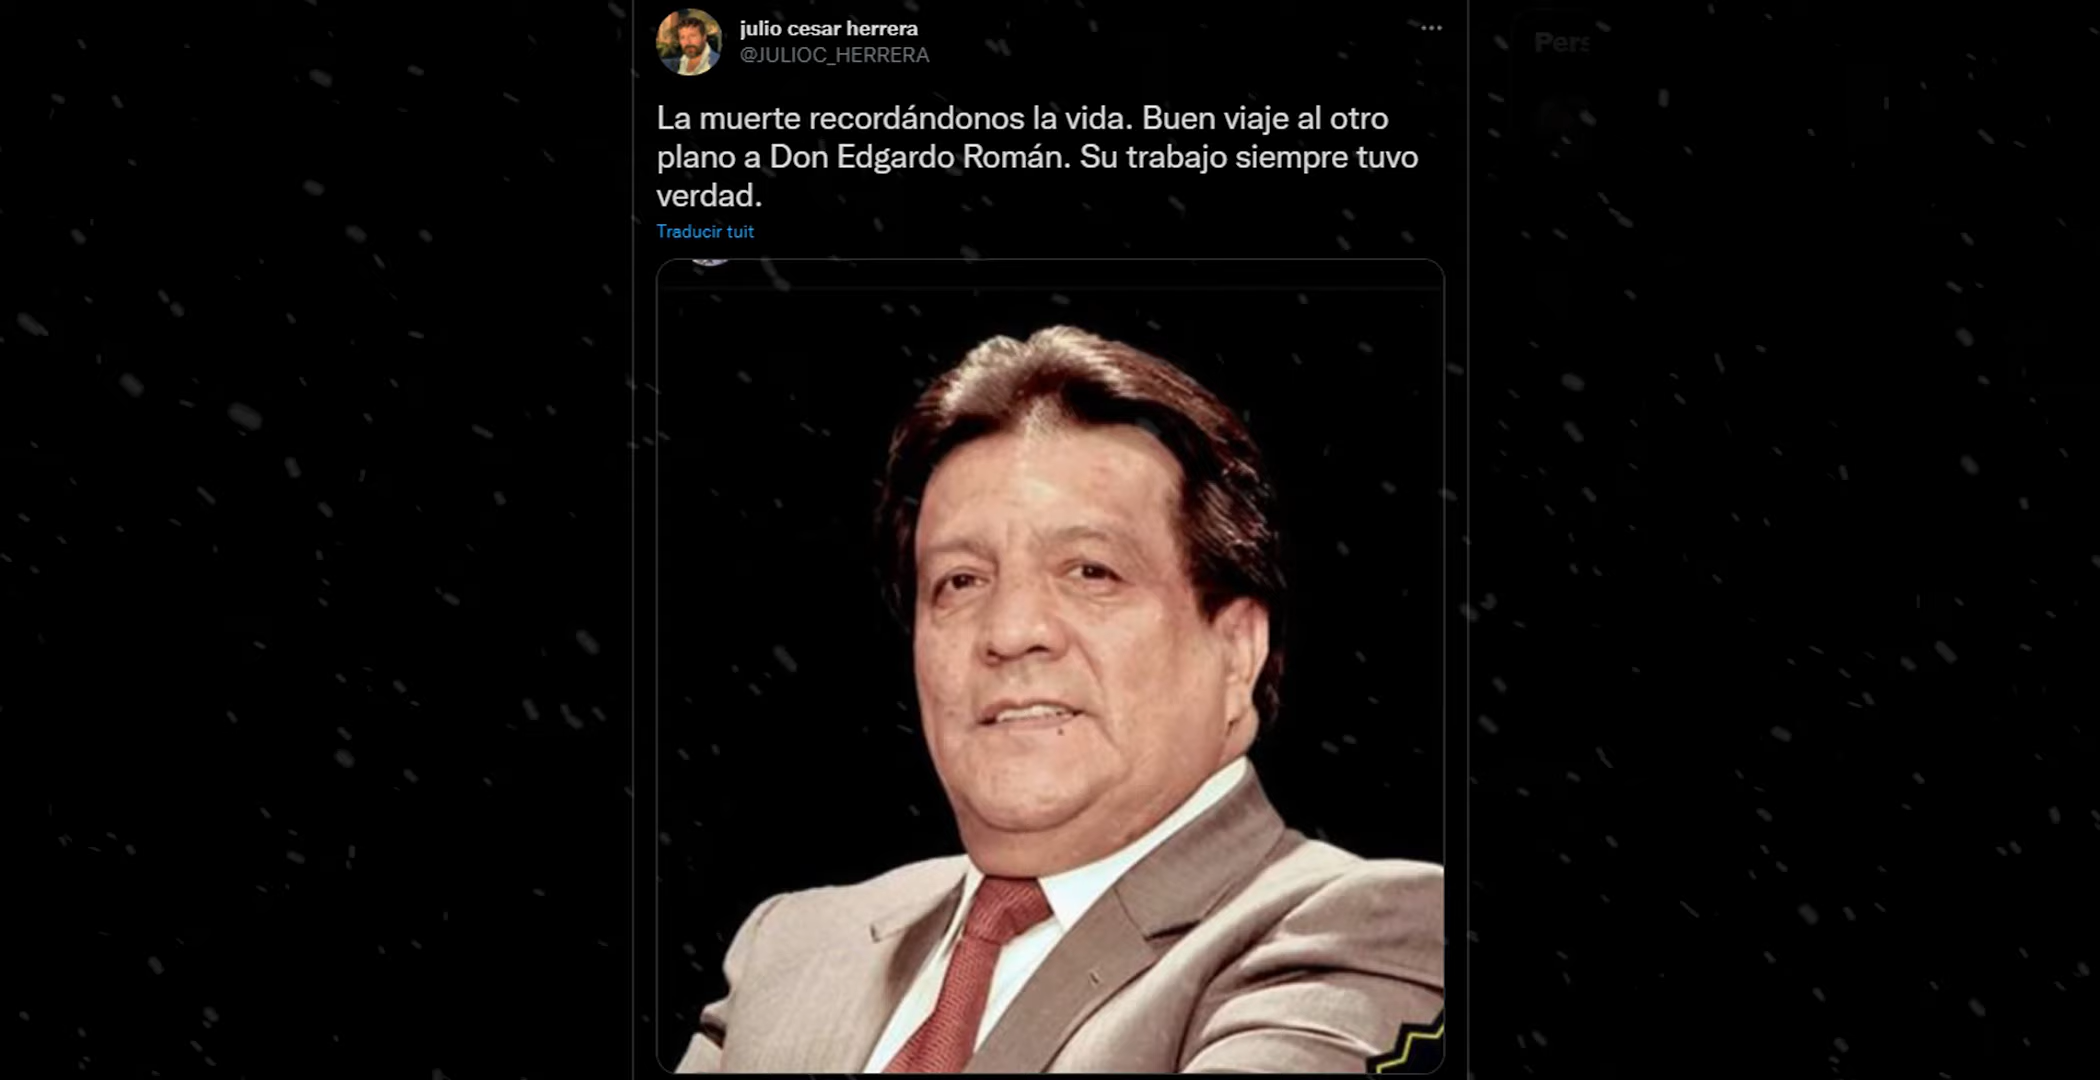 julio cesar herrera
@JULIOC_HERRERA
La muerte recordándonos la vida. Buen viaje al otro
plano a Don Edgardo Román. Su trabajo siempre tuvo
verdad.
Traducir tuit